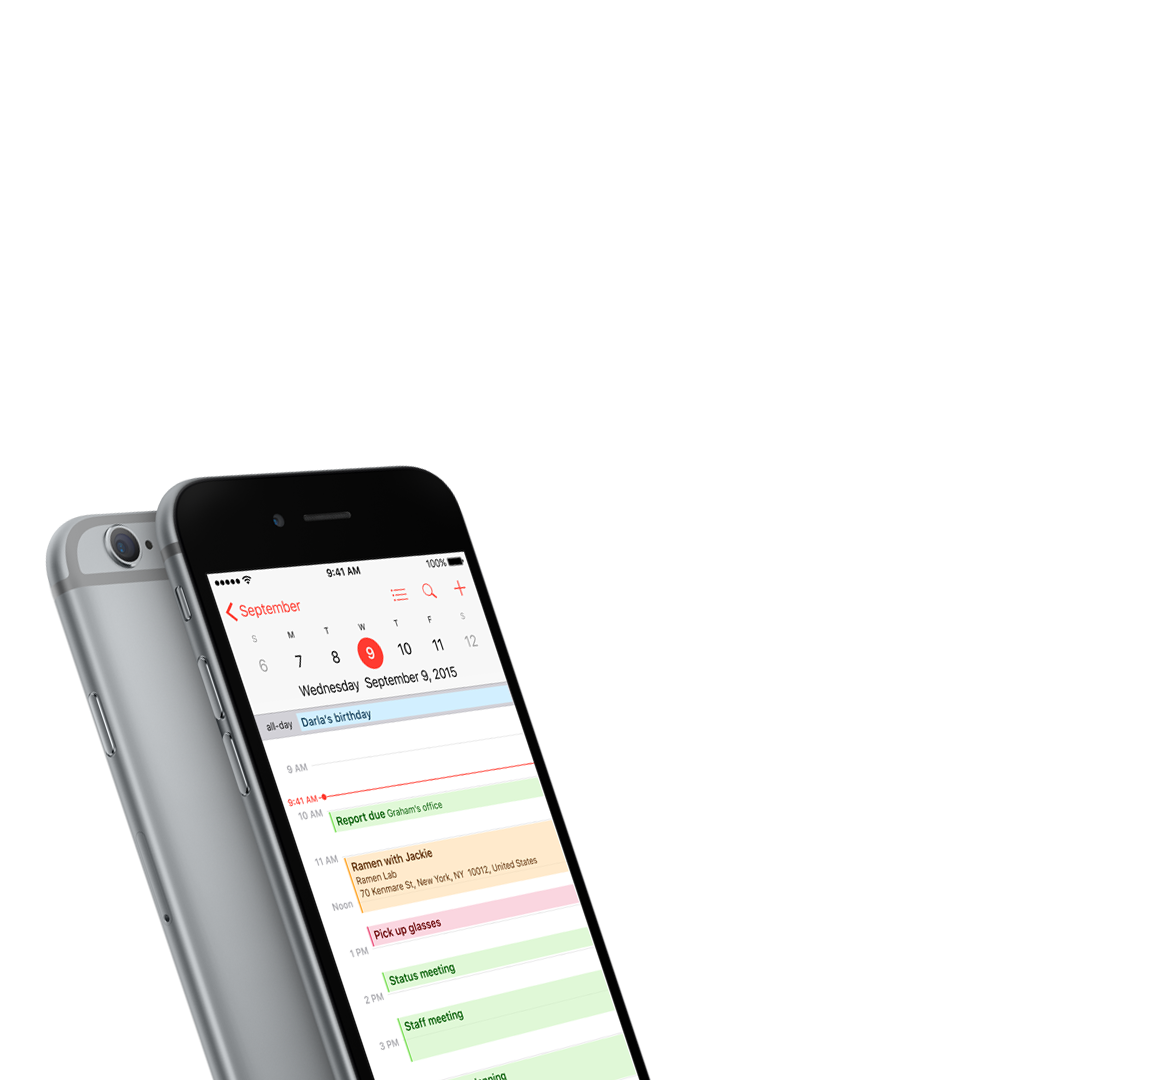 9:41 AM
100%
September
S M T W T F S
6 7 8 9 10 11 12
Wednesday September 9, 2015
all-day Darla's birthday
9 AM
9:41 AM
10 AM
Report due Graham's office
11 AM
Ramen with Jackie
Ramen Lab
70 Kenmare St, New York, NY 10012, United States
Noon
Pick up glasses
1 PM
Status meeting
2 PM
Staff meeting
3 PM